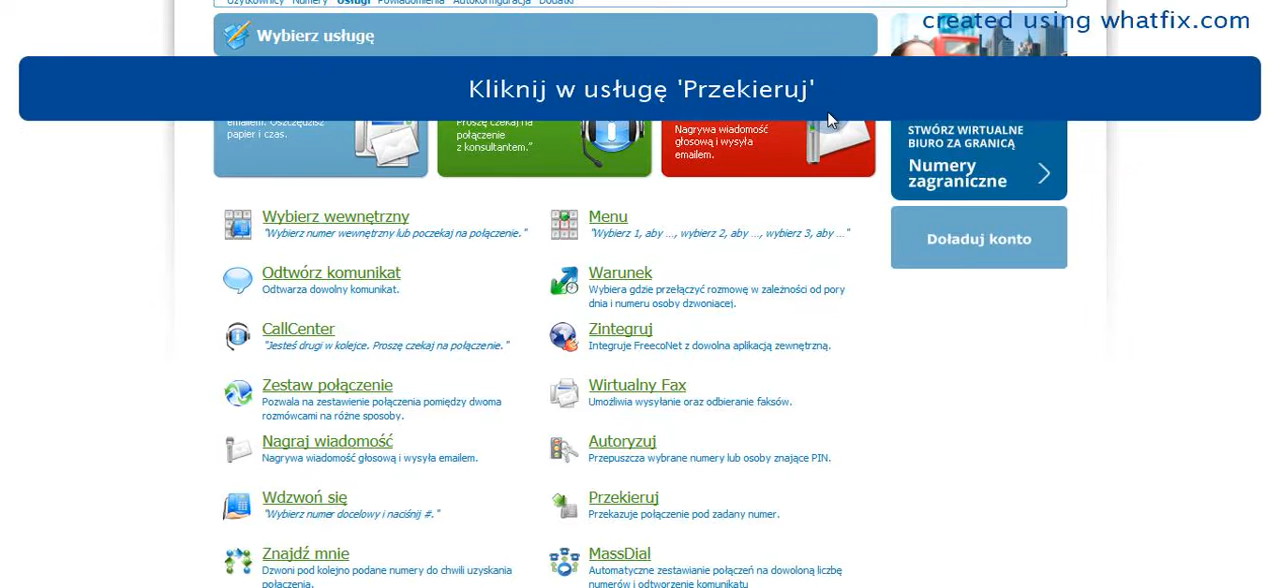 Użytkownicy Numery Usługi Powiadomienia Autokonfiguracja Dodatki
created using whatfix.com
Wybierz usługę
Kliknij w usługę 'Przekieruj'
emailem. Oszczędzisz
papier i czas.
Proszę czekaj na
połączenie
z konsultantem."
Nagrywa wiadomość
głosową i wysyła
emailem.
STWÓRZ WIRTUALNE
BIURO ZA GRANICĄ
Numery
zagraniczne
Doładuj konto
Wybierz wewnętrzny
"Wybierz numer wewnętrzny lub poczekaj na połączenie."
Menu
"Wybierz 1, aby ..., wybierz 2, aby ..., wybierz 3, aby ..."
Odtwórz komunikat
Odtwarza dowolny komunikat.
Warunek
Wybiera gdzie przełączyć rozmowę w zależności od pory
dnia i numeru osoby dzwoniącej.
CallCenter
"Jesteś drugi w kolejce. Proszę czekaj na połączenie."
Zintegruj
Integruje FreecoNet z dowolna aplikacją zewnętrzną.
Zestaw połączenie
Pozwala na zestawienie połączenia pomiędzy dwoma
rozmówcami na różne sposoby.
Wirtualny Fax
Umożliwia wysyłanie oraz odbieranie faksów.
Nagraj wiadomość
Nagrywa wiadomość głosową i wysyła emailem.
Autoryzuj
Przepuszcza wybrane numery lub osoby znające PIN.
Wdzwoń się
"Wybierz numer docelowy i naciśnij #."
Przekieruj
Przekazuje połączenie pod zadany numer.
Znajdź mnie
Dzwoni pod kolejno podane numery do chwili uzyskania
połączenia.
MassDial
Automatyczne zestawianie połączeń na dowolną liczbę
numerów i odtworzenie komunikatu